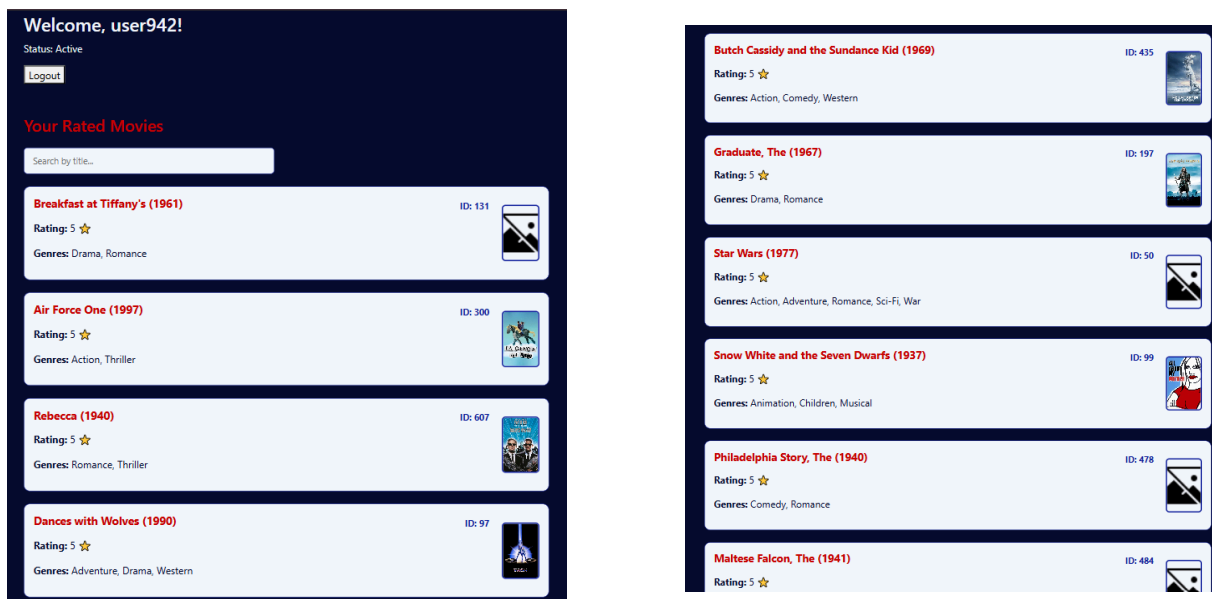 Welcome, user942!
Status: Active
Logout
Your Rated Movies
Search by title...
Breakfast at Tiffany's (1961)
ID: 131
Rating: 5
Genres: Drama, Romance
Air Force One (1997)
ID: 300
Rating: 5
Genres: Action, Thriller
Rebecca (1940)
ID: 607
Rating: 5
Genres: Romance, Thriller
Dances with Wolves (1990)
ID: 97
Rating: 5
Genres: Adventure, Drama, Western
Butch Cassidy and the Sundance Kid (1969)
ID: 435
Rating: 5
Genres: Action, Comedy, Western
Graduate, The (1967)
ID: 197
Rating: 5
Genres: Drama, Romance
Star Wars (1977)
ID: 50
Rating: 5
Genres: Action, Adventure, Romance, Sci-Fi, War
Snow White and the Seven Dwarfs (1937)
ID: 99
Rating: 5
Genres: Animation, Children, Musical
Philadelphia Story, The (1940)
ID: 478
Rating: 5
Genres: Comedy, Romance
Maltese Falcon, The (1941)
ID: 484
Rating: 5